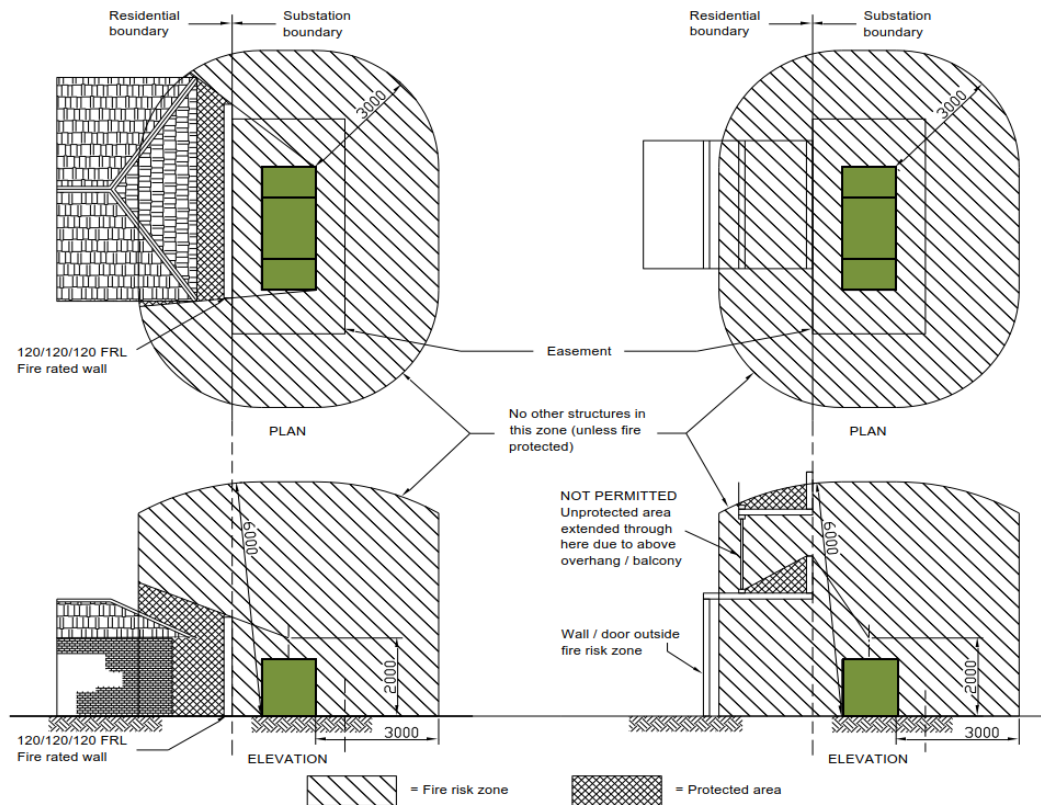 Residential
boundary
Substation
boundary
Residential
boundary
Substation
boundary
3000
3000
120/120/120 FRL
Fire rated wall
Easement
PLAN
No other structures in
this zone (unless fire
protected)
PLAN
6000
NOT PERMITTED
Unprotected area
extended through
here due to above
overhang / balcony
6000
Wall / door outside
fire risk zone
2000
2000
120/120/120 FRL
Fire rated wall
ELEVATION
3000
ELEVATION
3000
= Fire risk zone
= Protected area